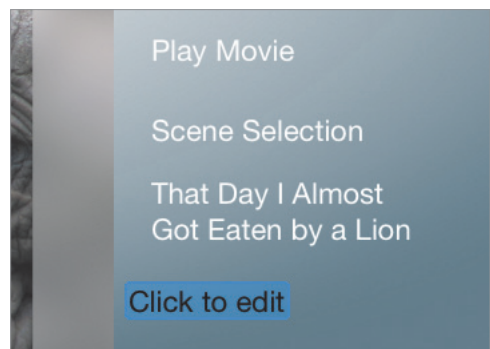 Play Movie
Scene Selection
That Day I Almost
Got Eaten by a Lion
Click to edit